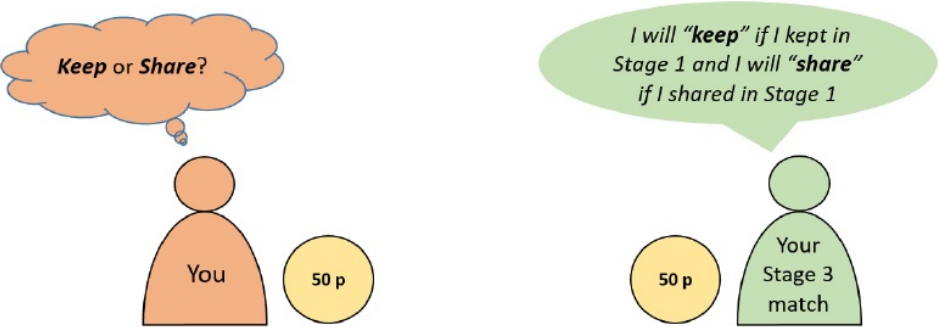 Keep or Share?
I will “keep” if I kept in
Stage 1 and I will “share”
if I shared in Stage 1
You
50 p
50 p
Your
Stage 3
match